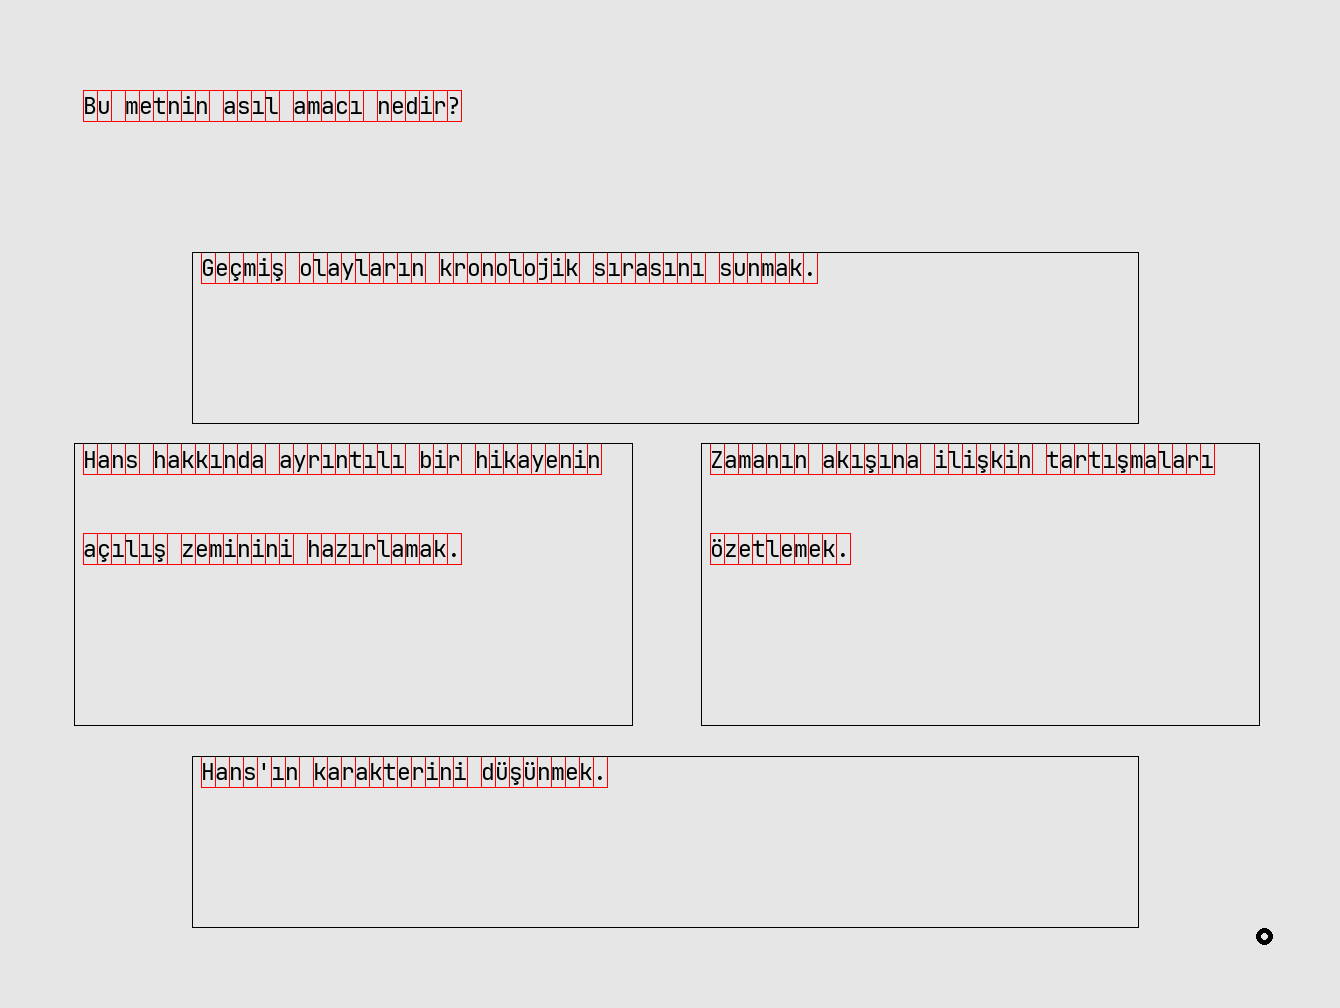 Bu metnin asıl amacı nedir?
Geçmiş olayların kronolojik sırasını sunmak.
Hans hakkında ayrıntılı bir hikayenin
açılış zeminini hazırlamak.
Zamanın akışına ilişkin tartışmaları
özetlemek.
Hans'ın karakterini düşünmek.